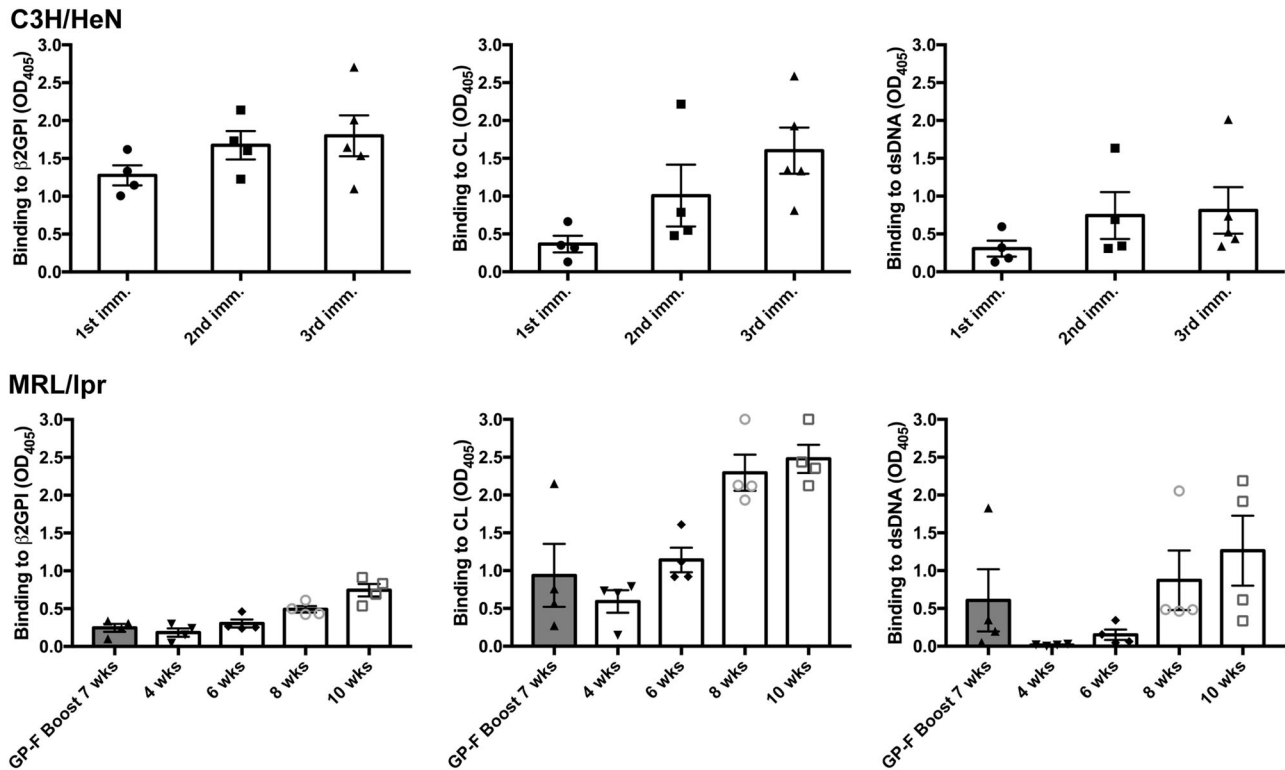 C3H/HeN
Binding to β2GPI (OD405)
3.0
2.5
2.0
1.5
1.0
0.5
0.0
1st imm.
2nd imm.
3rd imm.
Binding to CL (OD405)
3.0
2.5
2.0
1.5
1.0
0.5
0.0
1st imm.
2nd imm.
3rd imm.
Binding to dsDNA (OD405)
3.0
2.5
2.0
1.5
1.0
0.5
0.0
1st imm.
2nd imm.
3rd imm.
MRL/lpr
Binding to β2GPI (OD405)
3.0
2.5
2.0
1.5
1.0
0.5
0.0
GP-F Boost 7 wks
4 wks
6 wks
8 wks
10 wks
Binding to CL (OD405)
3.0
2.5
2.0
1.5
1.0
0.5
0.0
GP-F Boost 7 wks
4 wks
6 wks
8 wks
10 wks
Binding to dsDNA (OD405)
3.0
2.5
2.0
1.5
1.0
0.5
0.0
GP-F Boost 7 wks
4 wks
6 wks
8 wks
10 wks